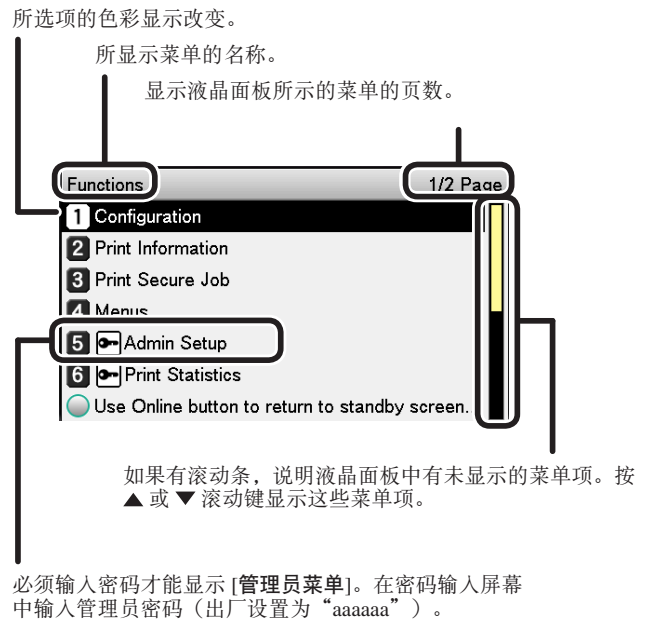 所选项的色彩显示改变。
所显示菜单的名称。
显示液晶面板所示的菜单的页数。
Functions 1/2 Page
1 Configuration
2 Print Information
3 Print Secure Job
4 Menus
5 Admin Setup
6 Print Statistics
Use Online button to return to standby screen.
如果有滚动条，说明液晶面板中有未显示的菜单项。按
▲ 或 ▼ 滚动键显示这些菜单项。
必须输入密码才能显示 [管理员菜单]。在密码输入屏幕
中输入管理员密码（出厂设置为“aaaaaa”）。